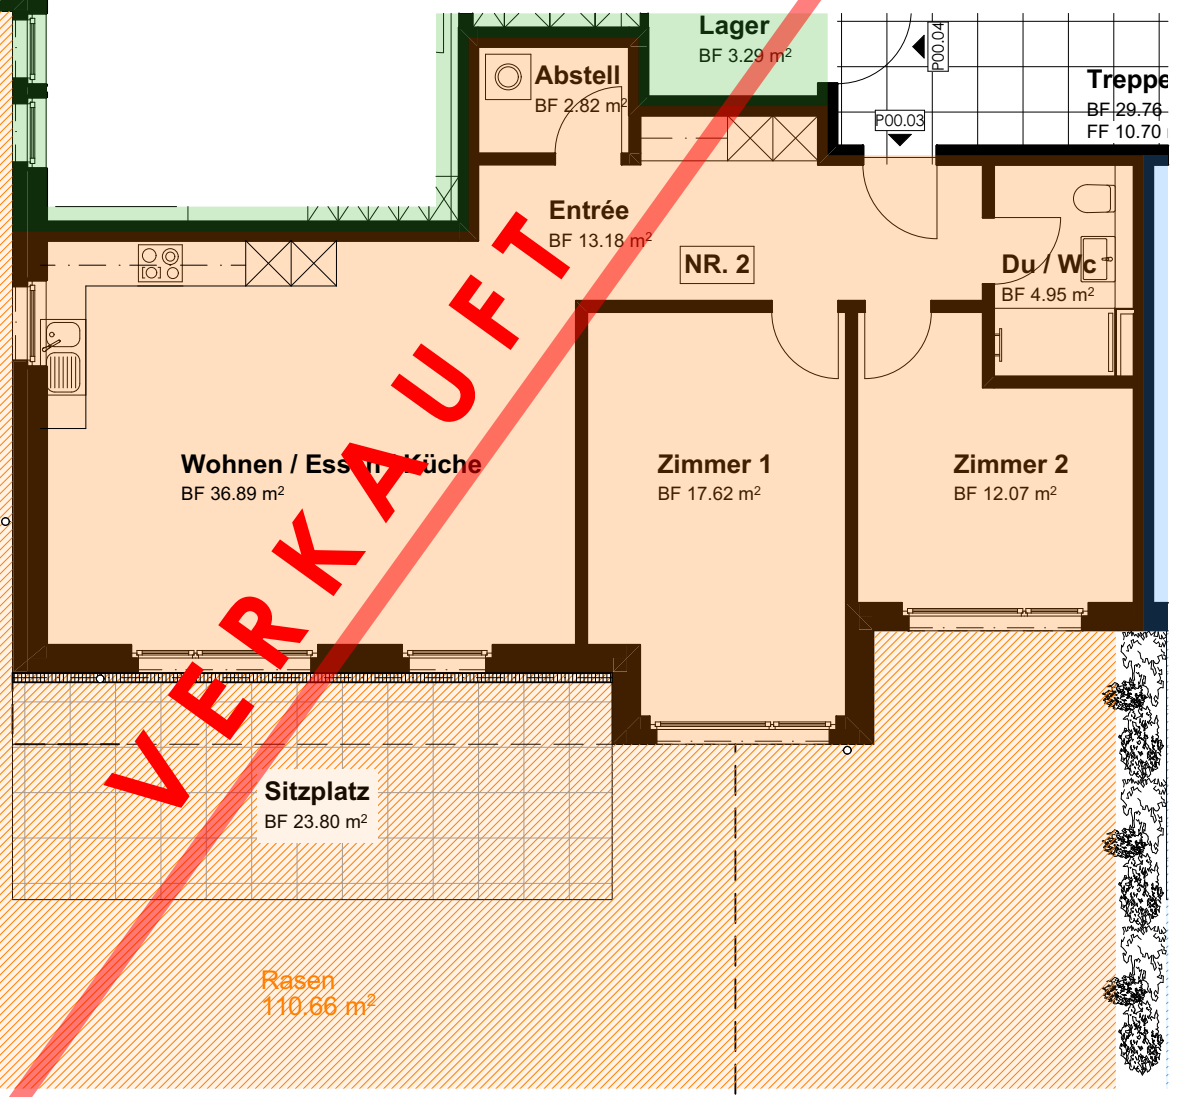 Lager
BF 3.29 m²
P00.04
Abstell
BF 2.82 m²
P00.03
Treppe
BF 29.76
FF 10.70
Entrée
BF 13.18 m²
NR. 2
Du / Wc
BF 4.95 m²
Wohnen / Essen / Küche
BF 36.89 m²
Zimmer 1
BF 17.62 m²
Zimmer 2
BF 12.07 m²
VERKAUFT
Sitzplatz
BF 23.80 m²
Rasen
110.66 m²